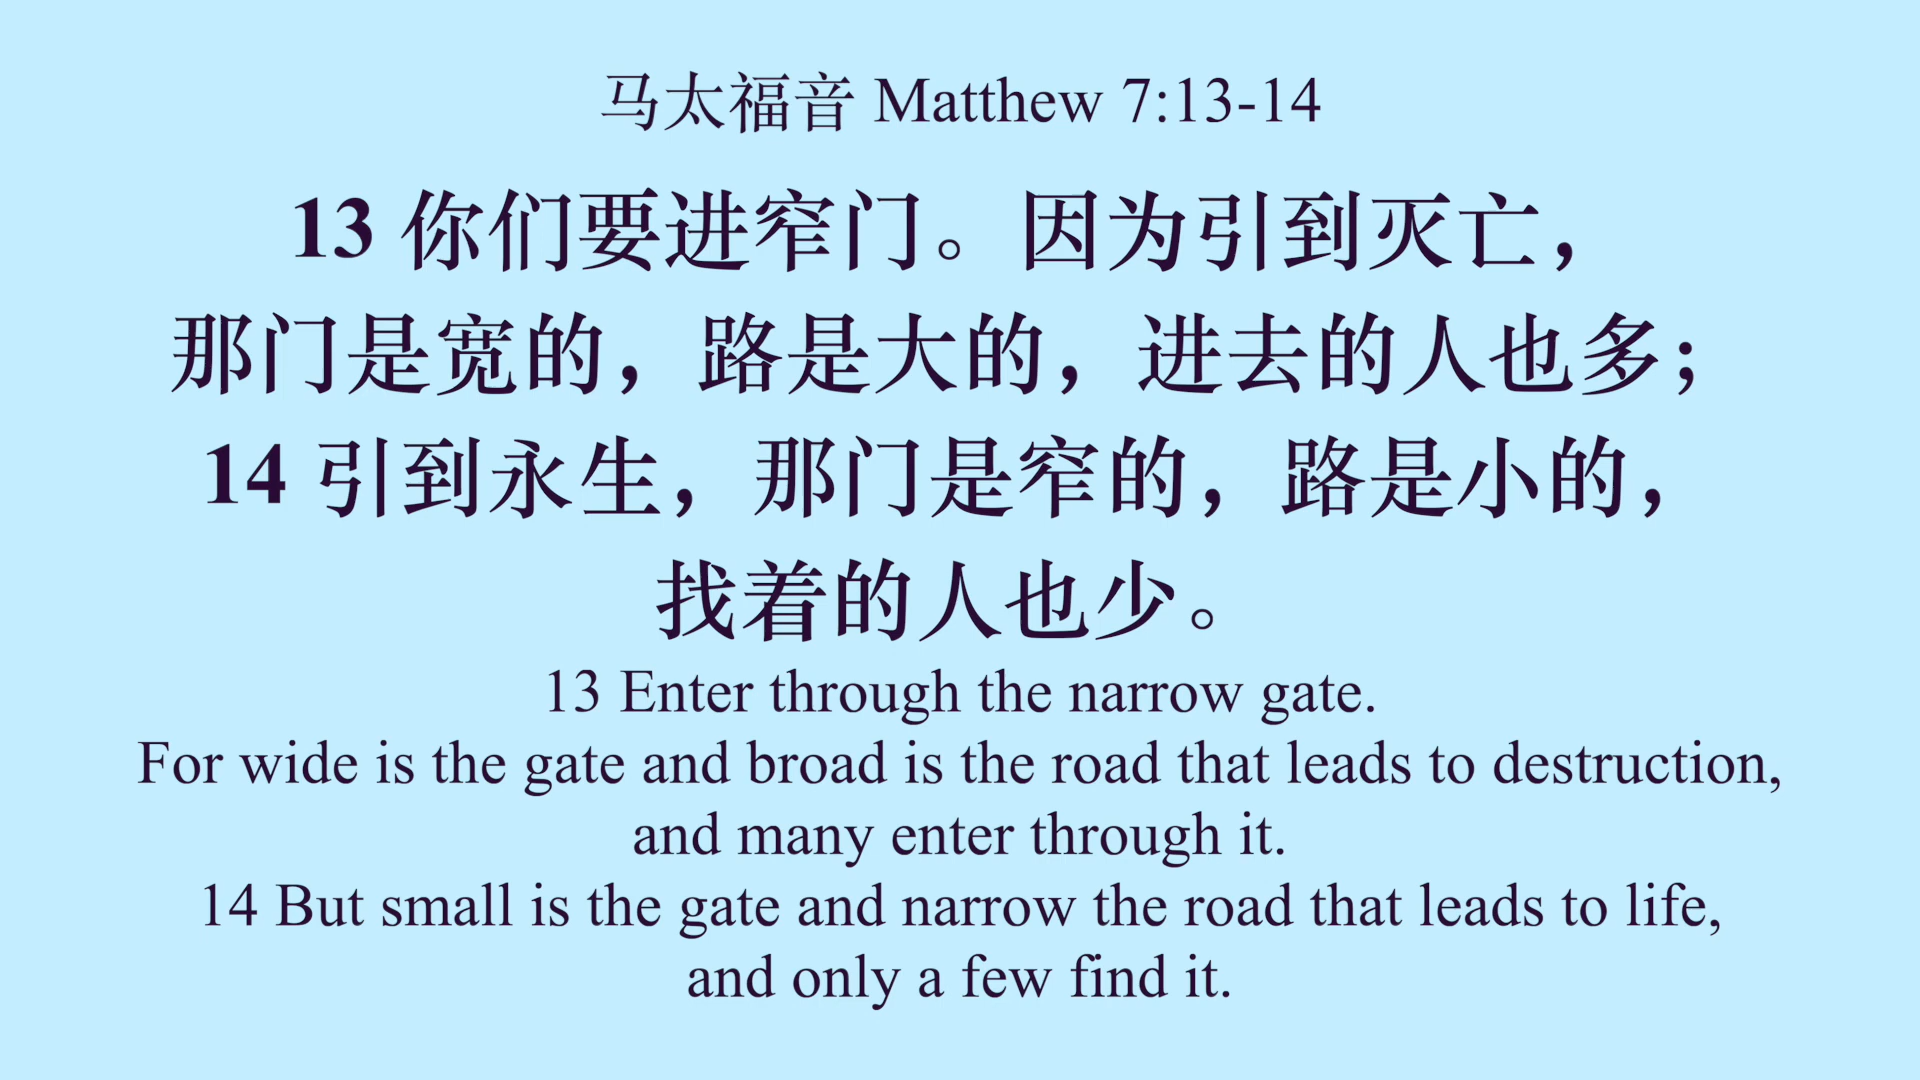 马太福音 Matthew 7:13-14
13 你们要进窄门。因为引到灭亡，
那门是宽的，路是大的，进去的人也多；
14 引到永生，那门是窄的，路是小的，
找着的人也少。
13 Enter through the narrow gate.
For wide is the gate and broad is the road that leads to destruction,
and many enter through it.
14 But small is the gate and narrow the road that leads to life,
and only a few find it.